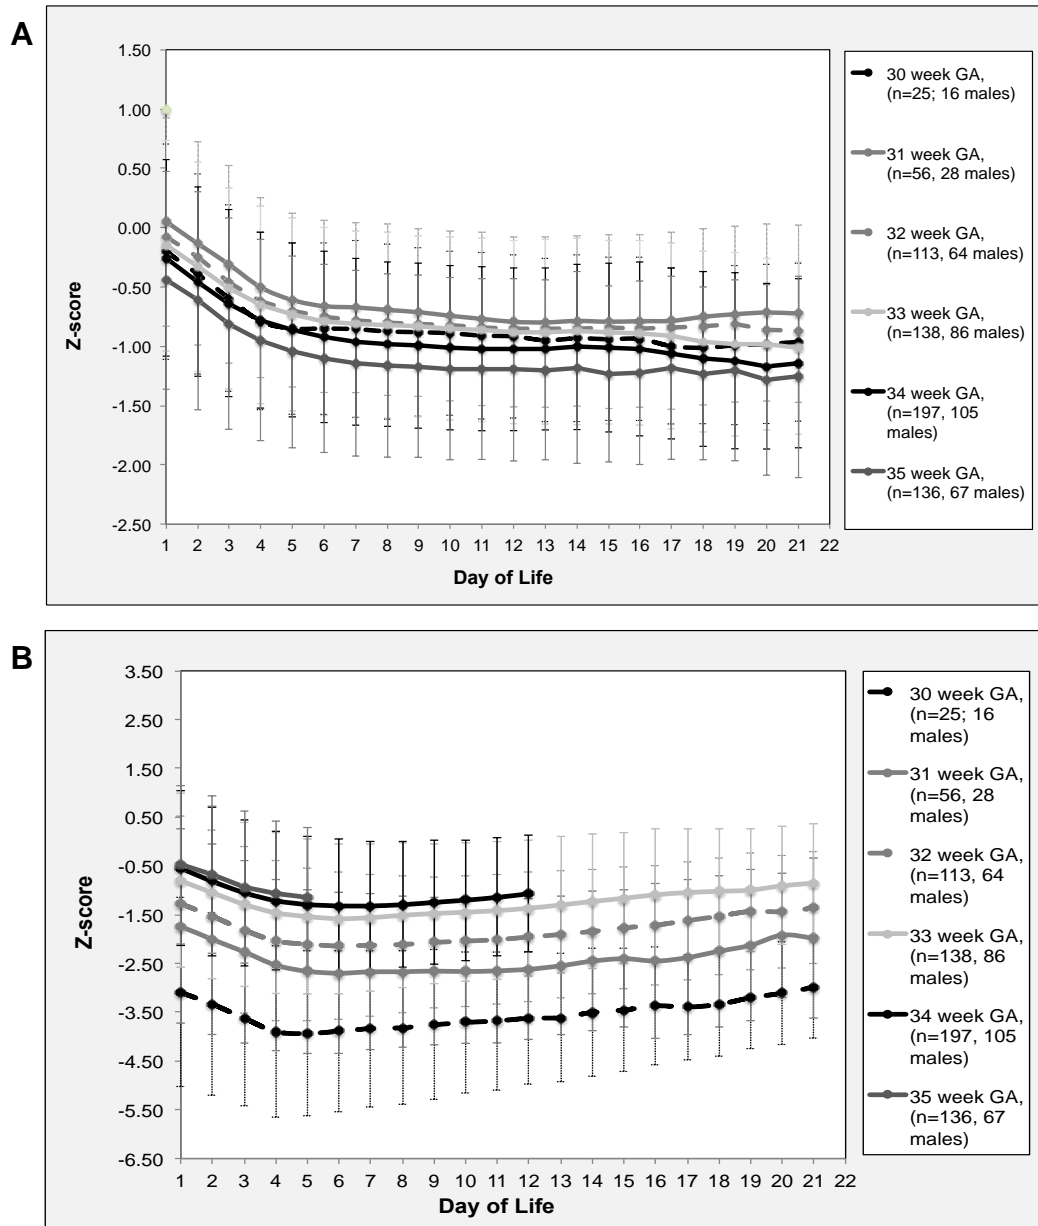 A
1.50
1.00
0.50
0.00
-0.50
-1.00
-1.50
-2.00
-2.50
Z-score
1 2 3 4 5 6 7 8 9 10 11 12 13 14 15 16 17 18 19 20 21 22
Day of Life
30 week GA,
(n=25; 16 males)
31 week GA,
(n=56, 28 males)
32 week GA,
(n=113, 64 males)
33 week GA,
(n=138, 86 males)
34 week GA,
(n=197, 105
males)
35 week GA,
(n=136, 67 males)
B
3.50
2.50
1.50
0.50
-0.50
-1.50
-2.50
-3.50
-4.50
-5.50
-6.50
Z-score
1 2 3 4 5 6 7 8 9 10 11 12 13 14 15 16 17 18 19 20 21 22
Day of Life
30 week GA,
(n=25; 16
males)
31 week GA,
(n=56, 28
males)
32 week GA,
(n=113, 64
males)
33 week GA,
(n=138, 86
males)
34 week GA,
(n=197, 105
males)
35 week GA,
(n=136, 67
males)